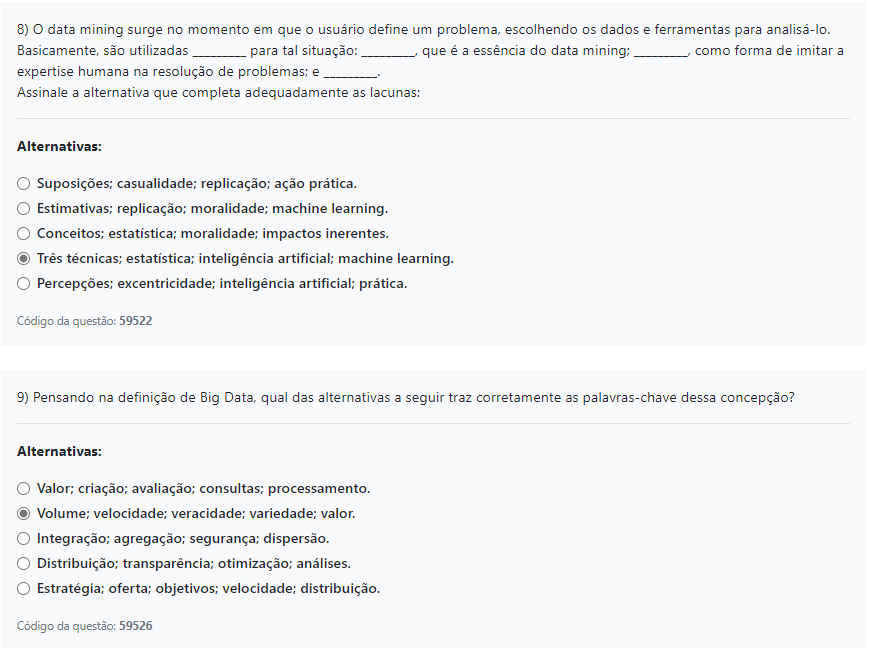 8) O data mining surge no momento em que o usuário define um problema, escolhendo os dados e ferramentas para analisá-lo.
Basicamente, são utilizadas _________ para tal situação: _________, que é a essência do data mining; _________, como forma de imitar a
expertise humana na resolução de problemas; e _________.
Assinale a alternativa que completa adequadamente as lacunas:
Alternativas:
Suposições; casualidade; replicação; ação prática.
Estimativas; replicação; moralidade; machine learning.
Conceitos; estatística; moralidade; impactos inerentes.
Três técnicas; estatística; inteligência artificial; machine learning.
Percepções; excentricidade; inteligência artificial; prática.
Código da questão: 59522
9) Pensando na definição de Big Data, qual das alternativas a seguir traz corretamente as palavras-chave dessa concepção?
Alternativas:
Valor; criação; avaliação; consultas; processamento.
Volume; velocidade; veracidade; variedade; valor.
Integração; agregação; segurança; dispersão.
Distribuição; transparência; otimização; análises.
Estratégia; oferta; objetivos; velocidade; distribuição.
Código da questão: 59526